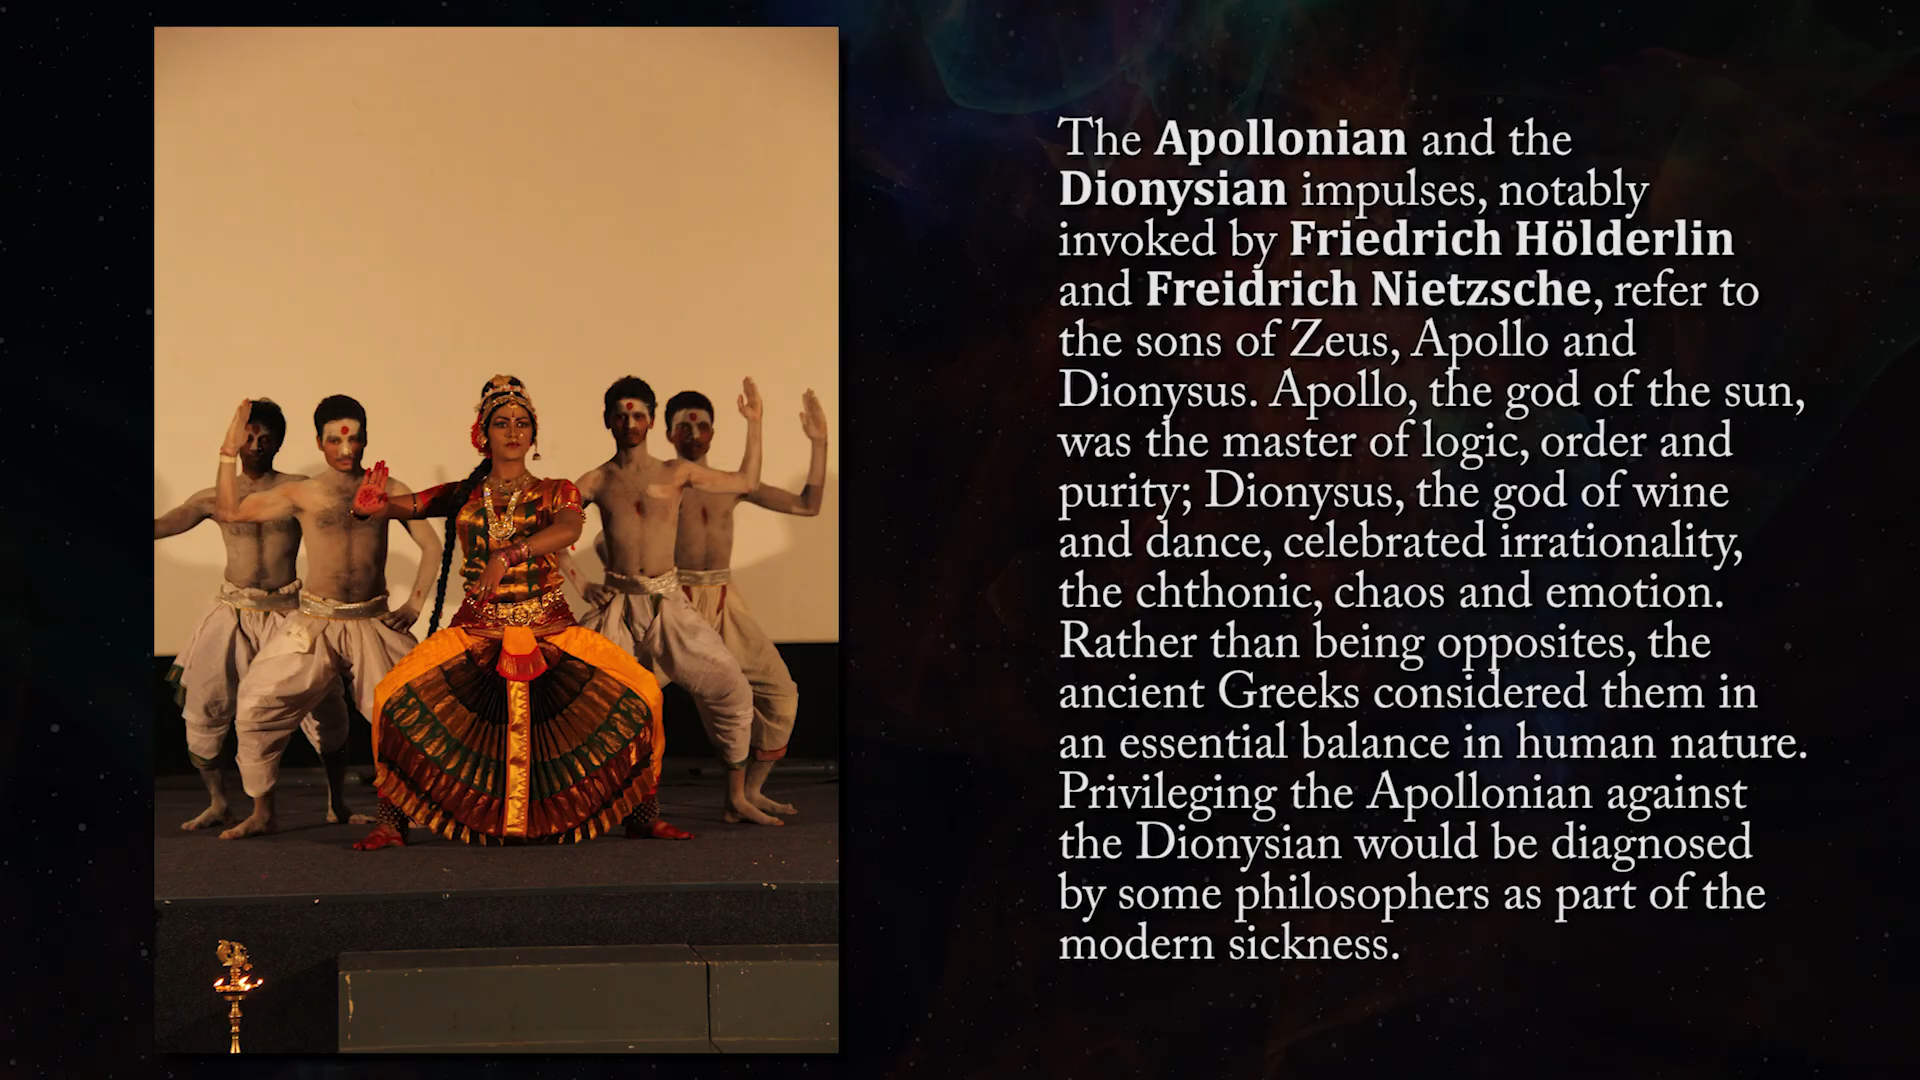 The Apollonian and the
Dionysian impulses, notably
invoked by Friedrich Hölderlin
and Freidrich Nietzsche, refer to
the sons of Zeus, Apollo and
Dionysus. Apollo, the god of the sun,
was the master of logic, order and
purity; Dionysus, the god of wine
and dance, celebrated irrationality,
the chthonic, chaos and emotion.
Rather than being opposites, the
ancient Greeks considered them in
an essential balance in human nature.
Privileging the Apollonian against
the Dionysian would be diagnosed
by some philosophers as part of the
modern sickness.